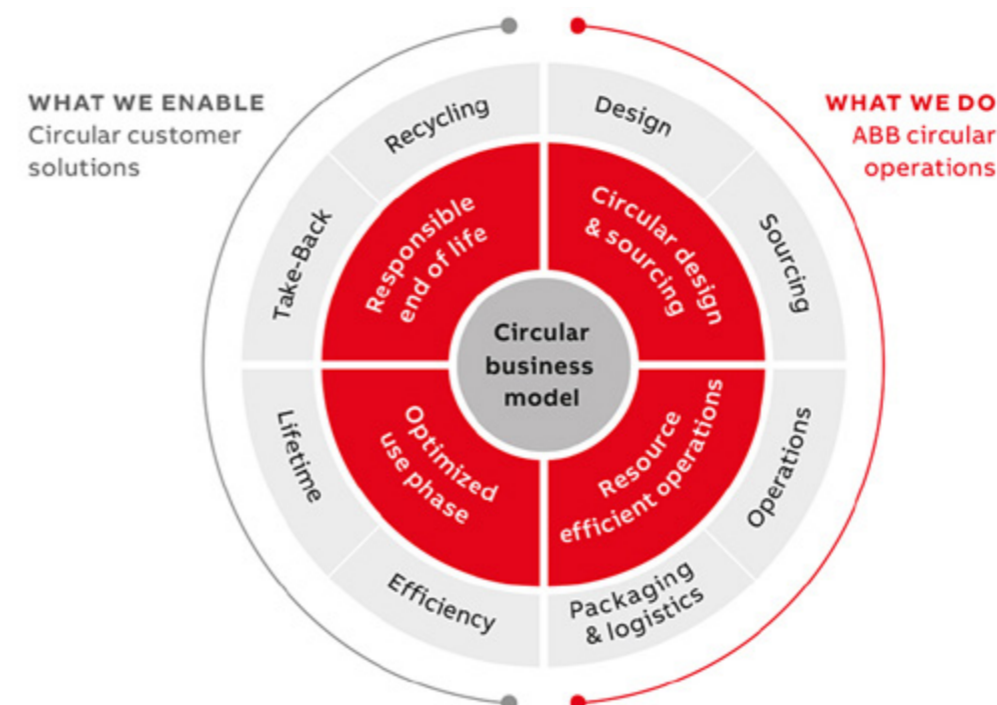 WHAT WE ENABLE
Circular customer
solutions
WHAT WE DO
ABB circular
operations
Recycling
Design
Take-Back
Sourcing
Responsible
end of life
Circular design
& sourcing
Circular
business
model
Optimized
use phase
Resource
efficient operations
Lifetime
Operations
Efficiency
Packaging
& logistics